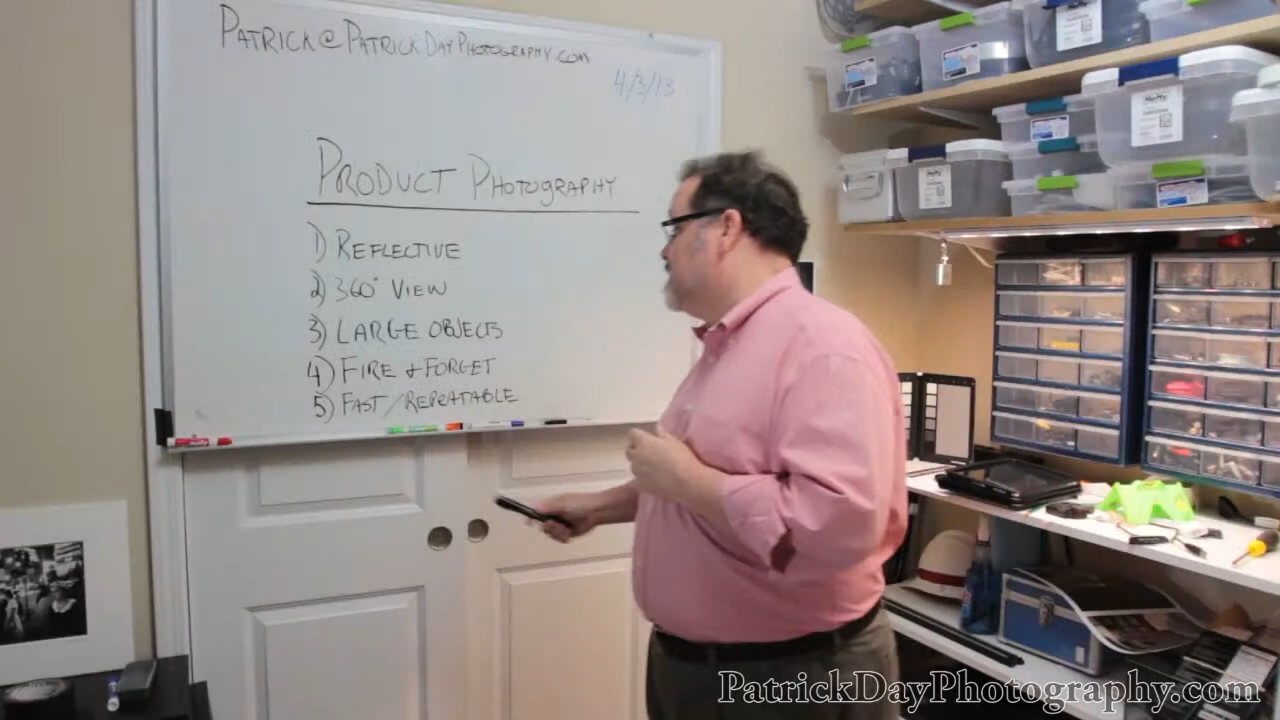 PATRICK@PATRICKDAYPHOTOGRAPHY.COM
4/3/13
PRODUCT PHOTOGRAPHY
1) REFLECTIVE
2) 360° VIEW
3) LARGE OBJECTS
4) FIRE & FORGET
5) FAST/REPEATABLE
Hefty
PatrickDayPhotography.com